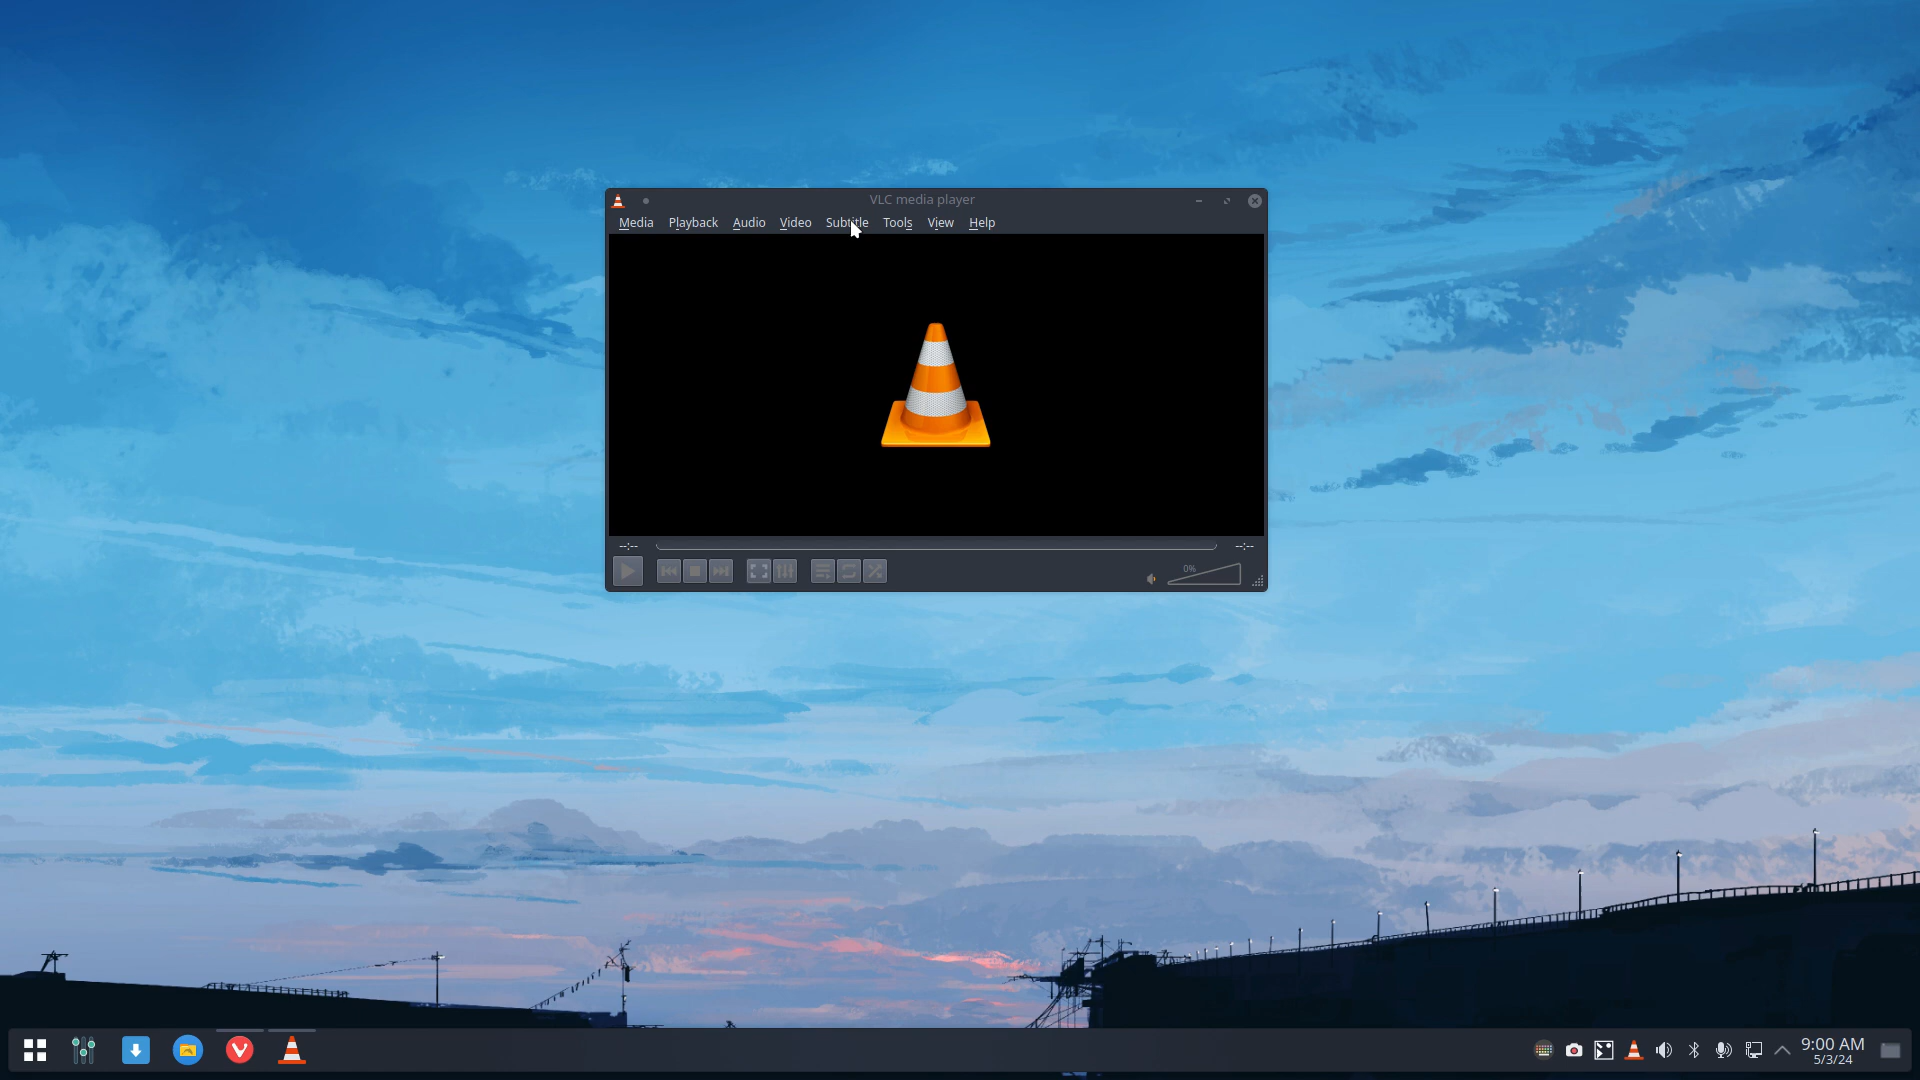 VLC media player
Media Playback Audio Video Subtitle Tools View Help
--:-- --:--
0%
9:00 AM
5/3/24